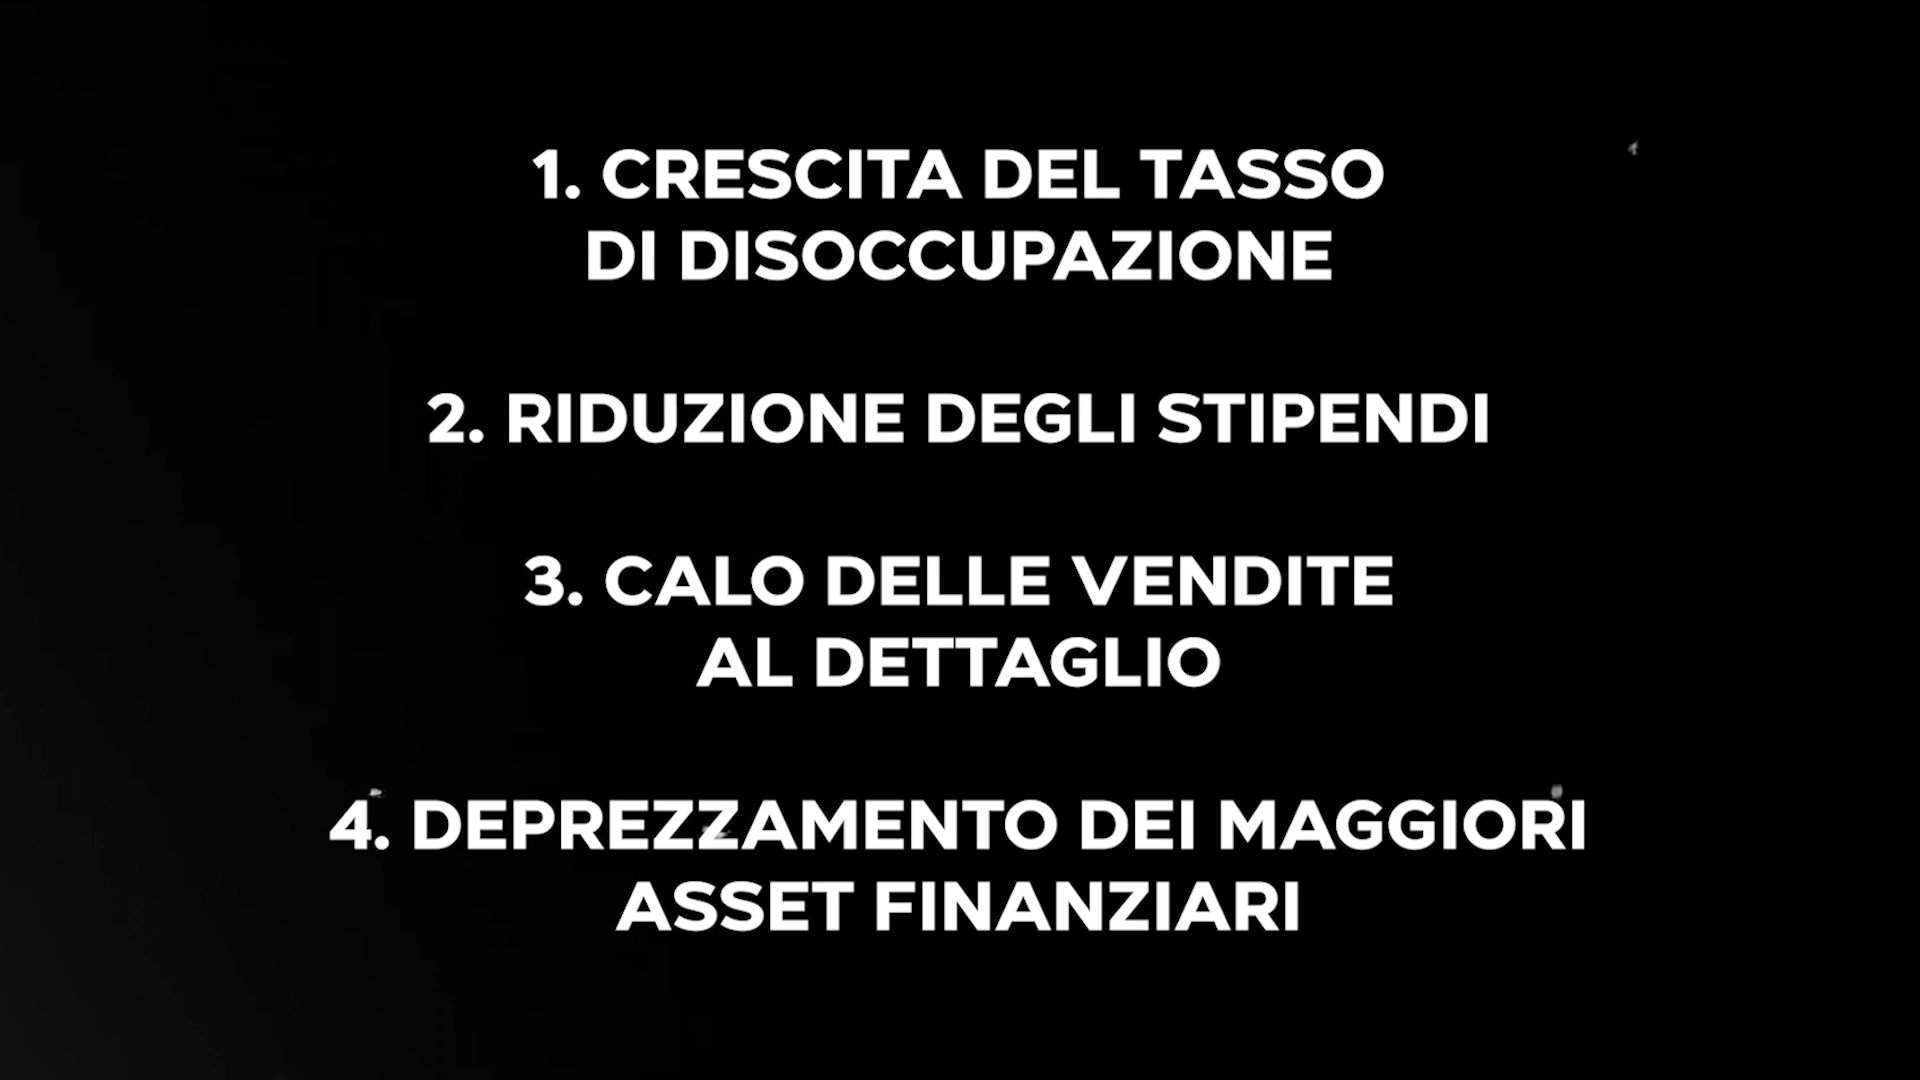 1. CRESCITA DEL TASSO
DI DISOCCUPAZIONE
2. RIDUZIONE DEGLI STIPENDI
3. CALO DELLE VENDITE
AL DETTAGLIO
4. DEPREZZAMENTO DEI MAGGIORI
ASSET FINANZIARI